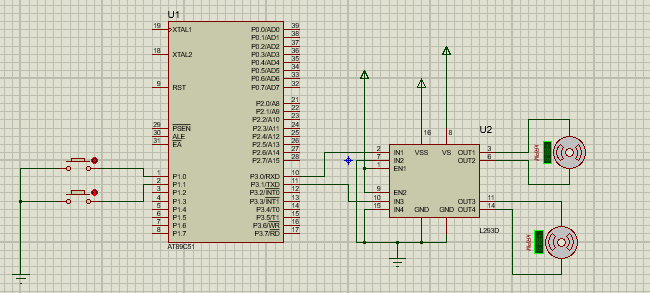 U1
19 XTAL1 P0.0/AD0 39
P0.1/AD1 38
P0.2/AD2 37
18 XTAL2 P0.3/AD3 36
P0.4/AD4 35
P0.5/AD5 34
P0.6/AD6 33
9 RST P0.7/AD7 32
P2.0/A8 21
P2.1/A9 22
P2.2/A10 23
29 PSEN P2.3/A11 24
30 ALE P2.4/A12 25
31 EA P2.5/A13 26
P2.6/A14 27
P2.7/A15 28
1 P1.0 P3.0/RXD 10
2 P1.1 P3.1/TXD 11
3 P1.2 P3.2/INT0 12
4 P1.3 P3.3/INT1 13
5 P1.4 P3.4/T0 14
6 P1.5 P3.5/T1 15
7 P1.6 P3.6/WR 16
8 P1.7 P3.7/RD 17
AT89C51
U2
16 8
2 IN1 VSS VS OUT1 3
7 IN2 OUT2 6
1 EN1
9 EN2
10 IN3 OUT3 11
15 IN4 GND GND OUT4 14
L293D